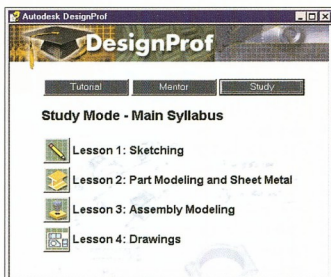 Autodesk DesignProf
DesignProf
Tutorial Mentor Study
Study Mode - Main Syllabus
Lesson 1: Sketching
Lesson 2: Part Modeling and Sheet Metal
Lesson 3: Assembly Modeling
Lesson 4: Drawings